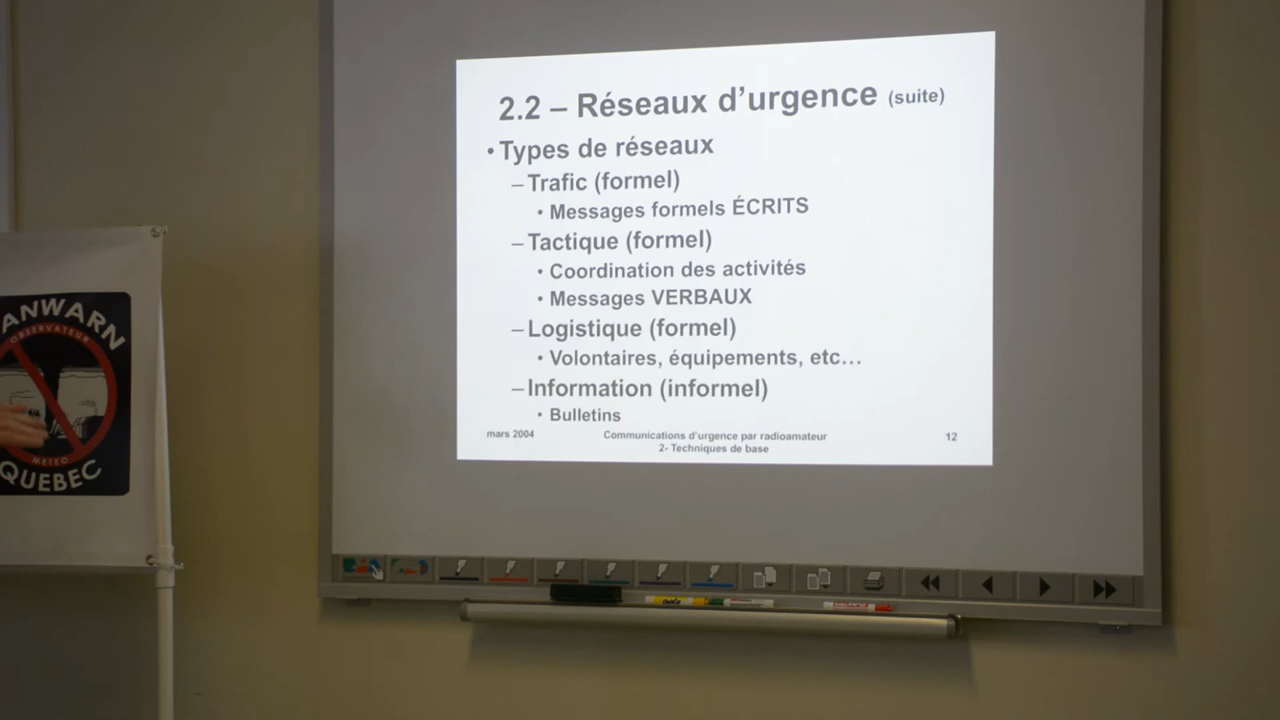 2.2 – Réseaux d’urgence (suite)
• Types de réseaux
– Trafic (formel)
• Messages formels ÉCRITS
– Tactique (formel)
• Coordination des activités
• Messages VERBAUX
– Logistique (formel)
• Volontaires, équipements, etc…
– Information (informel)
• Bulletins
mars 2004
Communications d’urgence par radioamateur
2- Techniques de base
12
ANWARN
OBSERVATEUR
METEO
QUEBEC